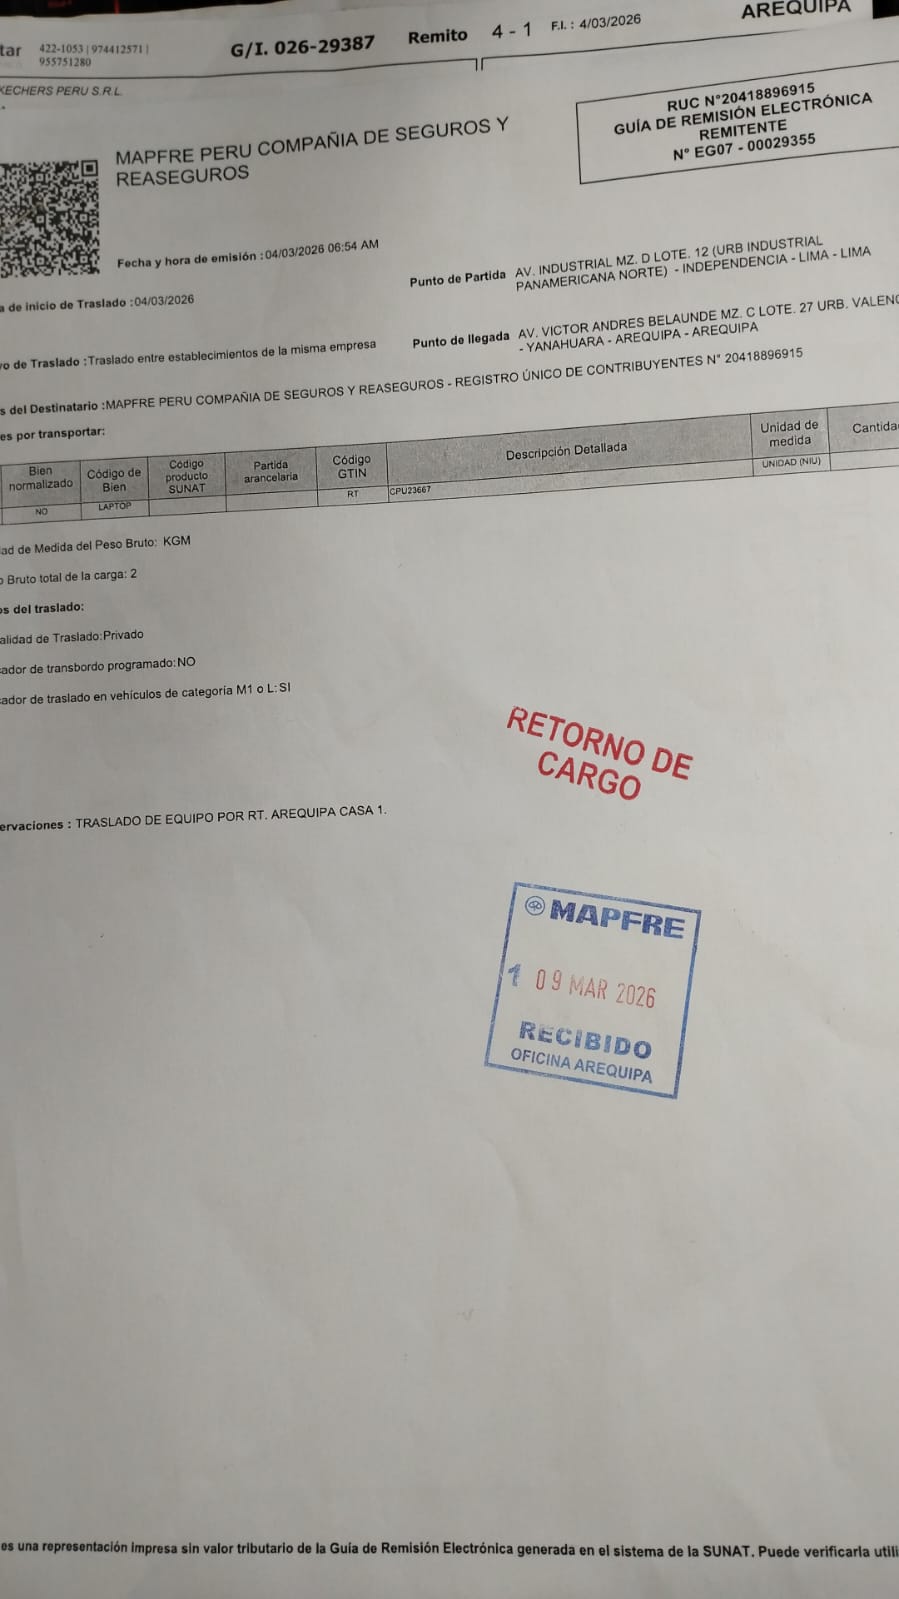 tar 422-1053 | 974412571 |
955751280
G/I. 026-29387 Remito 4 - 1 F.I. : 4/03/2026 AREQUIPA
KECHERS PERU S.R.L.
MAPFRE PERU COMPAÑIA DE SEGUROS Y
REASEGUROS
RUC N°20418896915
GUÍA DE REMISIÓN ELECTRÓNICA
REMITENTE
N° EG07 - 00029355
Fecha y hora de emisión :04/03/2026 06:54 AM
a de inicio de Traslado :04/03/2026
Punto de Partida AV. INDUSTRIAL MZ. D LOTE. 12 (URB INDUSTRIAL
PANAMERICANA NORTE) - INDEPENDENCIA - LIMA - LIMA
vo de Traslado :Traslado entre establecimientos de la misma empresa
Punto de llegada AV. VICTOR ANDRES BELAUNDE MZ. C LOTE. 27 URB. VALENC
- YANAHUARA - AREQUIPA - AREQUIPA
s del Destinatario :MAPFRE PERU COMPAÑIA DE SEGUROS Y REASEGUROS - REGISTRO ÚNICO DE CONTRIBUYENTES N° 20418896915
es por transportar:
Bien normalizado Código de Bien Código producto SUNAT Partida arancelaria Código GTIN Descripción Detallada Unidad de medida Cantida
NO LAPTOP RT CPU23667 UNIDAD (NIU)
ad de Medida del Peso Bruto: KGM
o Bruto total de la carga: 2
os del traslado:
alidad de Traslado:Privado
cador de transbordo programado:NO
cador de traslado en vehículos de categoría M1 o L:SI
RETORNO DE
CARGO
ervaciones : TRASLADO DE EQUIPO POR RT. AREQUIPA CASA 1.
MAPFRE
1 09 MAR 2026
RECIBIDO
OFICINA AREQUIPA
es una representación impresa sin valor tributario de la Guía de Remisión Electrónica generada en el sistema de la SUNAT. Puede verificarla utili